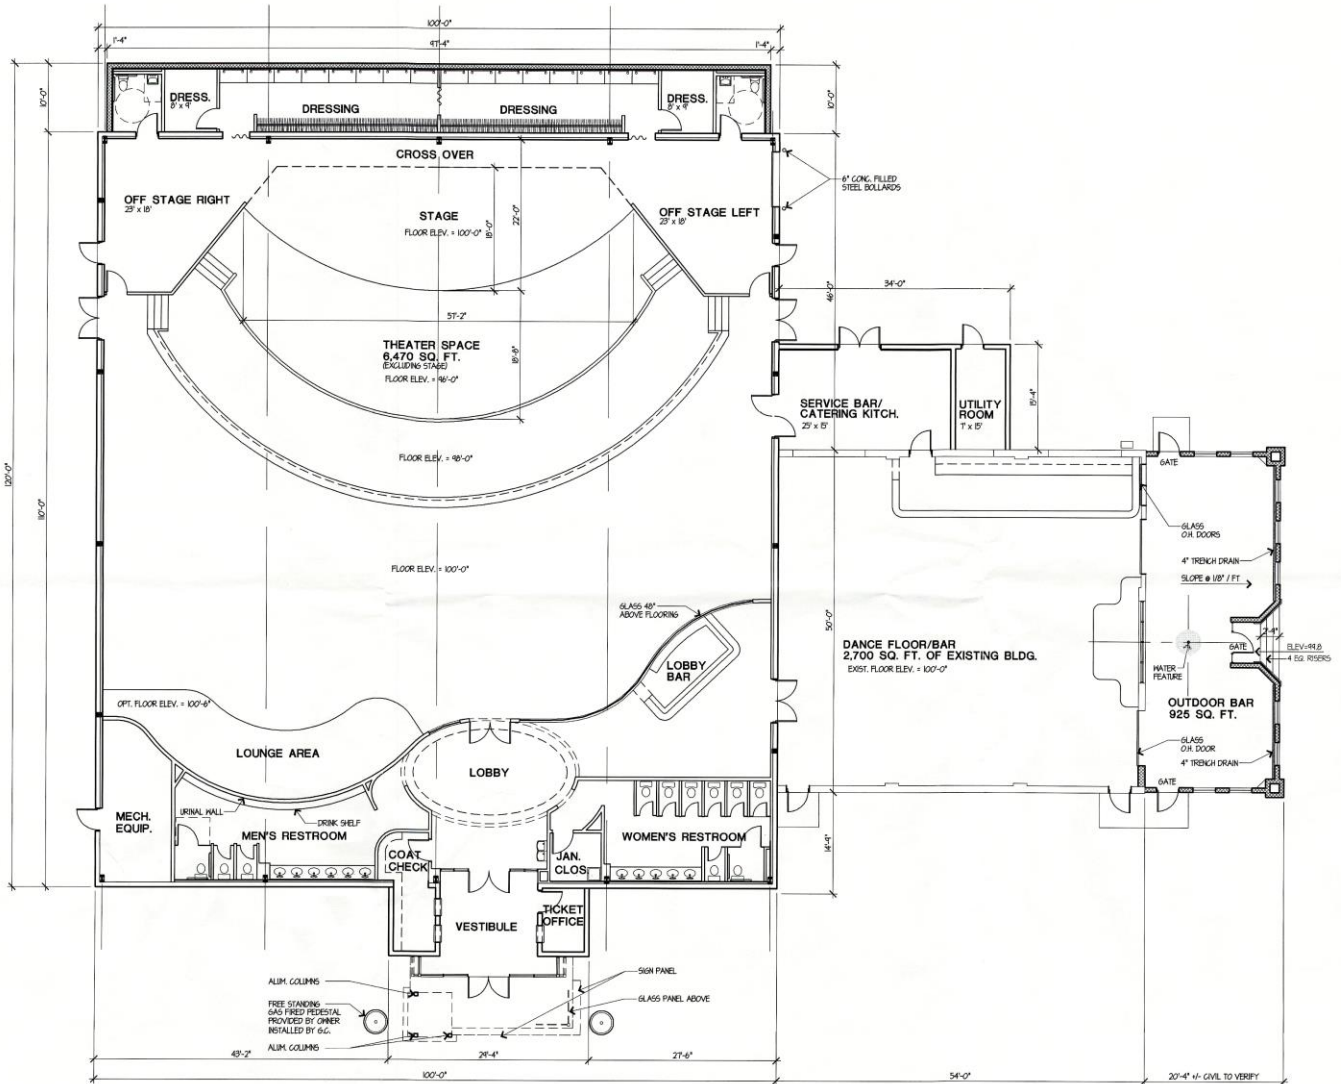 100'-0"
97'-4"
1'-4"
1'-4"
10'-0"
10'-0"
DRESS.
8' x 9'
DRESSING
DRESSING
DRESS.
8' x 9'
CROSS OVER
6" CONC. FILLED
STEEL BOLLARDS
OFF STAGE RIGHT
23' x 18'
STAGE
FLOOR ELEV. = 100'-0"
18'-0"
22'-0"
OFF STAGE LEFT
23' x 18'
46'-0"
34'-0"
57'-2"
THEATER SPACE
6,470 SQ. FT.
(EXCLUDING STAGE)
FLOOR ELEV. = 96'-0"
18'-8"
SERVICE BAR/
CATERING KITCH.
25' x 15'
UTILITY
ROOM
7' x 15'
15'-4"
FLOOR ELEV. = 98'-0"
120'-0"
110'-0"
GATE
GLASS
O.H. DOORS
4" TRENCH DRAIN
SLOPE @ 1/8" / FT
FLOOR ELEV. = 100'-0"
GLASS 48"
ABOVE FLOORING
50'-0"
DANCE FLOOR/BAR
2,700 SQ. FT. OF EXISTING BLDG.
EXIST. FLOOR ELEV. = 100'-0"
GATE
ELEV=99.8
4 EQ. RISERS
WATER
FEATURE
LOBBY
BAR
OUTDOOR BAR
925 SQ. FT.
OPT. FLOOR ELEV. = 100'-6"
LOUNGE AREA
LOBBY
GLASS
O.H. DOOR
4" TRENCH DRAIN
GATE
MECH.
EQUIP.
URINAL WALL
DRINK SHELF
MEN'S RESTROOM
COAT
CHECK
JAN.
CLOS.
WOMEN'S RESTROOM
14'-4"
VESTIBULE
TICKET
OFFICE
ALUM. COLUMNS
SIGN PANEL
FREE STANDING
GAS FIRED PEDESTAL
PROVIDED BY OWNER
INSTALLED BY G.C.
GLASS PANEL ABOVE
ALUM. COLUMNS
43'-2"
29'-4"
27'-6"
100'-0"
54'-0"
20'-4" +/- CIVIL TO VERIFY